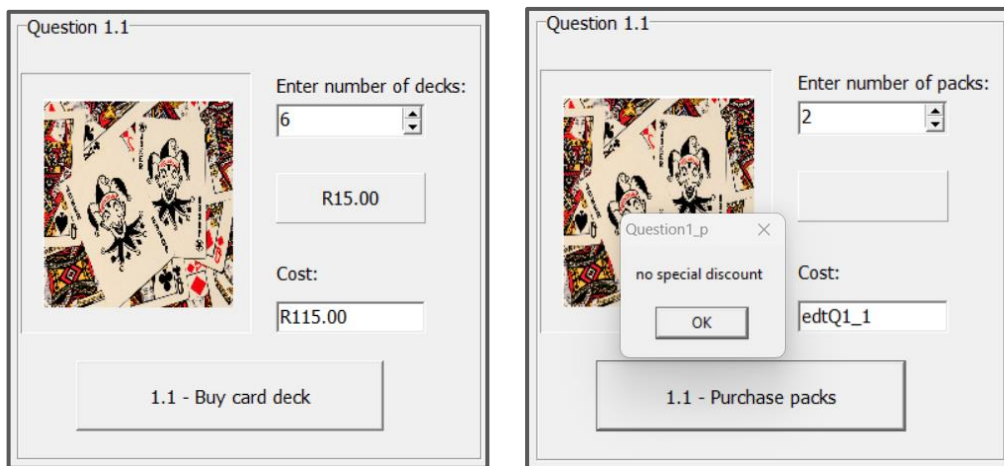 Question 1.1
Enter number of decks:
6
R15.00
Cost:
R115.00
1.1 - Buy card deck
Question 1.1
Enter number of packs:
2
Question1_p
no special discount
OK
Cost:
edtQ1_1
1.1 - Purchase packs